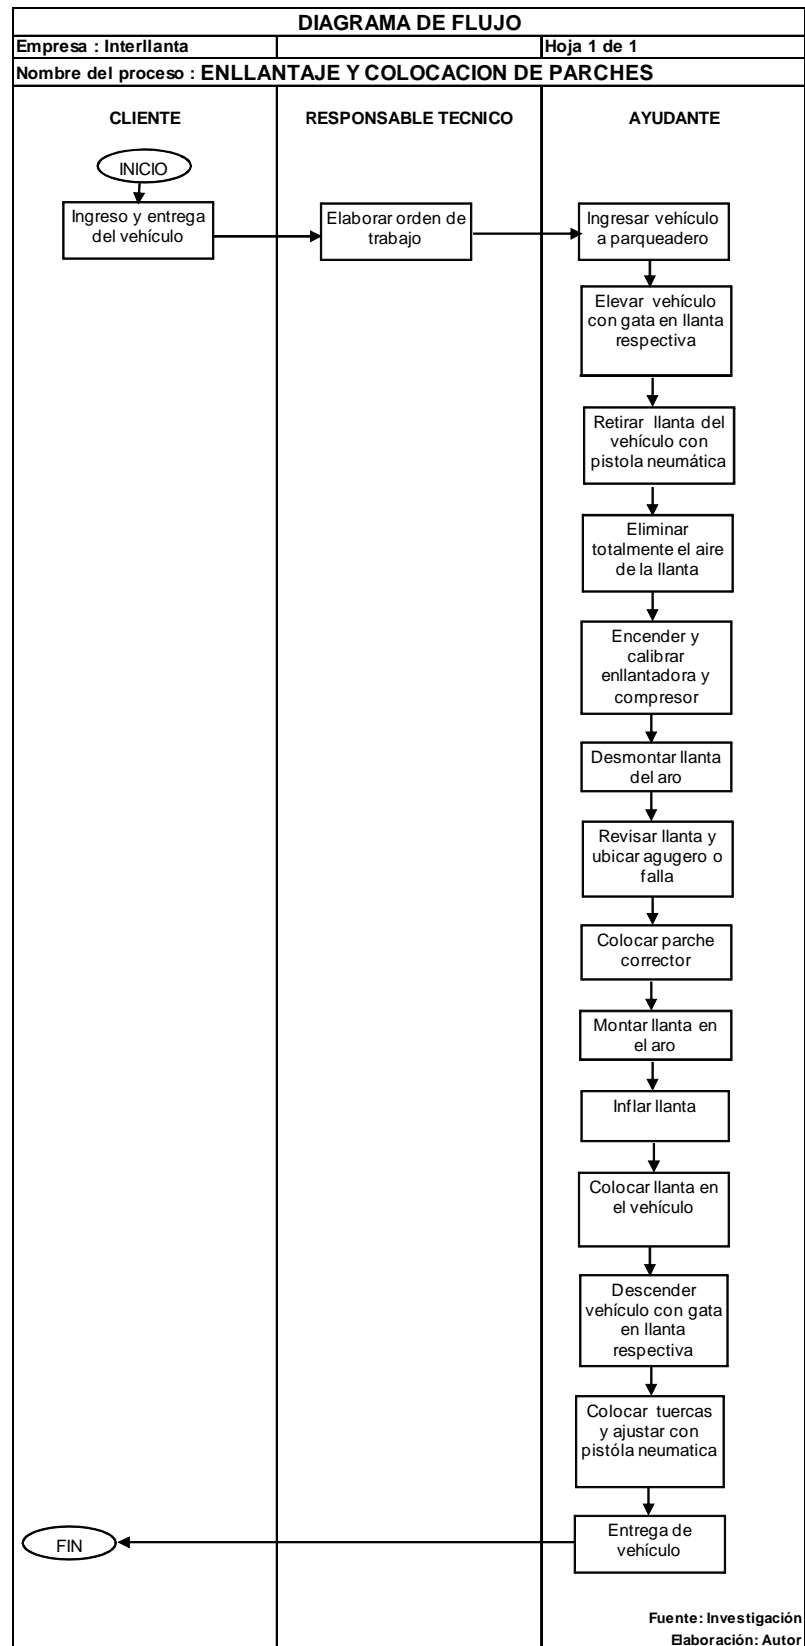 DIAGRAMA DE FLUJO
Empresa : Interllanta
Hoja 1 de 1
Nombre del proceso : ENLLANTAJE Y COLOCACION DE PARCHES
CLIENTE
RESPONSABLE TECNICO
AYUDANTE
INICIO
Ingreso y entrega
del vehículo
Elaborar orden de
trabajo
Ingresar vehículo
a parqueadero
Elevar vehículo
con gata en llanta
respectiva
Retirar llanta del
vehículo con
pistola neumática
Eliminar
totalmente el aire
de la llanta
Encender y
calibrar
enllantadora y
compresor
Desmontar llanta
del aro
Revisar llanta y
ubicar agugero o
falla
Colocar parche
corrector
Montar llanta en
el aro
Inflar llanta
Colocar llanta en
el vehículo
Descender
vehículo con gata
en llanta
respectiva
Colocar tuercas
y ajustar con
pistóla neumatica
Entrega de
vehículo
FIN
Fuente: Investigación
Elaboración: Autor